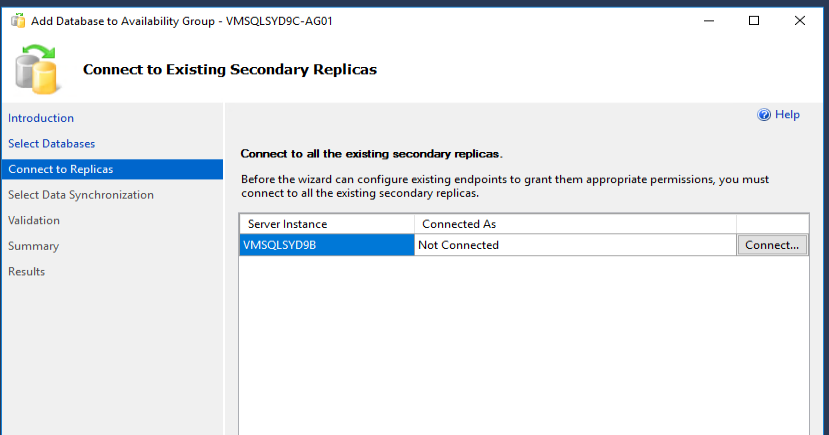 Add Database to Availability Group - VMSQLSYD9C-AG01
Connect to Existing Secondary Replicas
Introduction
Select Databases
Connect to Replicas
Select Data Synchronization
Validation
Summary
Results
Help
Connect to all the existing secondary replicas.
Before the wizard can configure existing endpoints to grant them appropriate permissions, you must
connect to all the existing secondary replicas.
Server Instance Connected As
VMSQLSYD9B Not Connected Connect...